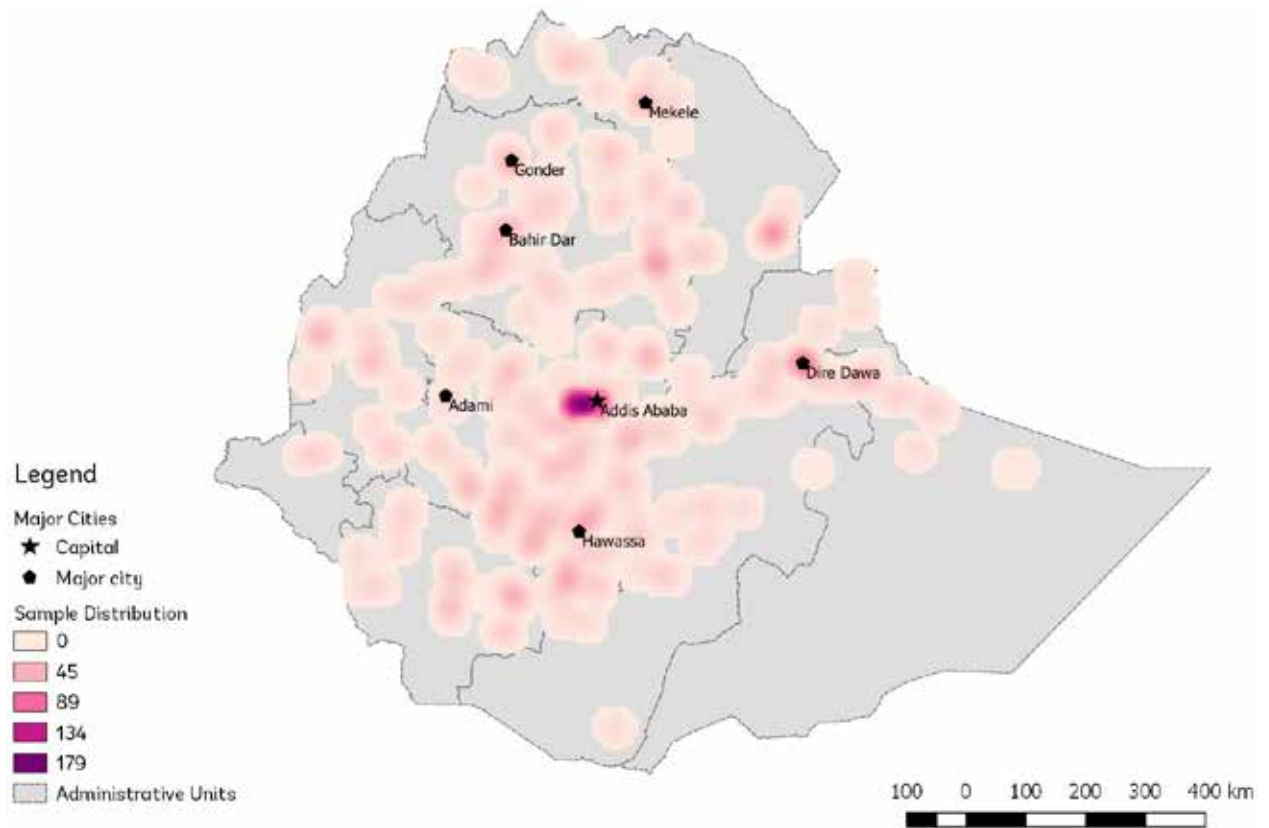 Mekele
Gonder
Bahir Dar
Dire Dawa
Adami
Addis Ababa
Hawassa
Legend
Major Cities
Capital
Major city
Sample Distribution
0
45
89
134
179
Administrative Units
100 0 100 200 300 400 km